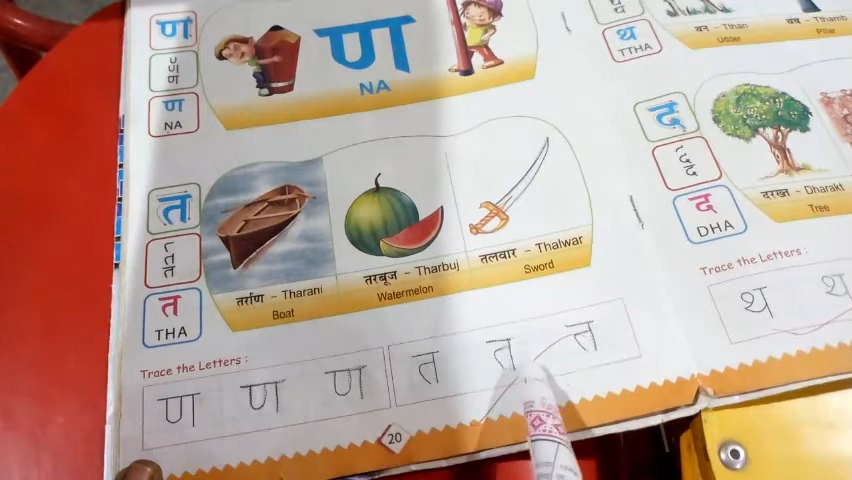 ण
ण
NA
ण
NA
त
त
THA
तर्राण - Tharani
Boat
तरबूज - Tharbuj
Watermelon
तलवार - Thalwar
Sword
Trace the Letters :
ण ण ण
त त त
20
थ
TTHA
थन - Tthan
Udder
Tthamb
Pillar
द
द
DHA
दरख्त - Dharakt
Tree
Trace the Letters :
थ थ